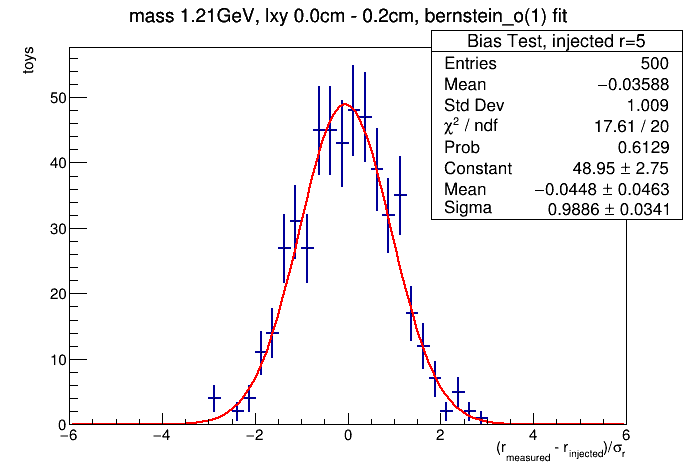 mass 1.21GeV, lxy 0.0cm - 0.2cm, bernstein_o(1) fit
toys
Bias Test, injected r=5
Entries 500
Mean −0.03588
Std Dev 1.009
χ² / ndf 17.61 / 20
Prob 0.6129
Constant 48.95 ± 2.75
Mean −0.0448 ± 0.0463
Sigma 0.9886 ± 0.0341
50
40
30
20
10
0
−6 −4 −2 0 2 4 6
(r_measured - r_injected)/σ_r